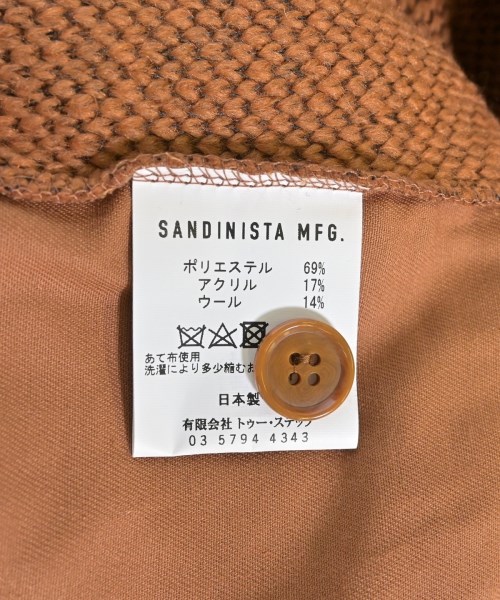 SANDINISTA MFG.
ポリエステル 69%
アクリル 17%
ウール 14%
あて布使用
洗濯により多少縮むお
日本製
有限会社 トゥー・ステップ
03 5794 4343